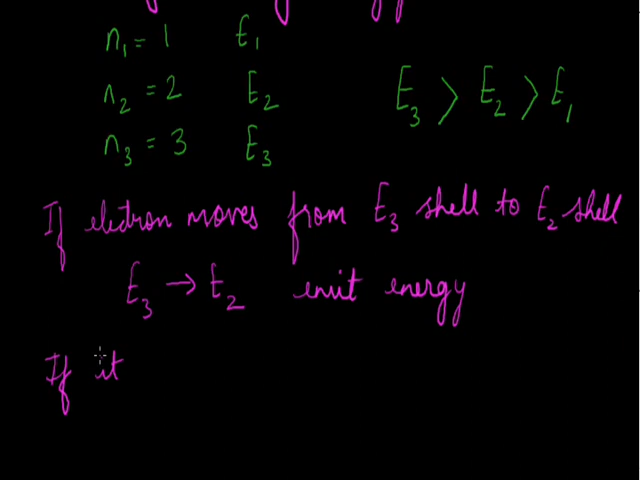 n₁ = 1 E₁
n₂ = 2 E₂ E₃ > E₂ > E₁
n₃ = 3 E₃
If electron moves from E₃ shell to E₂ shell
E₃ → E₂ emit energy
If it